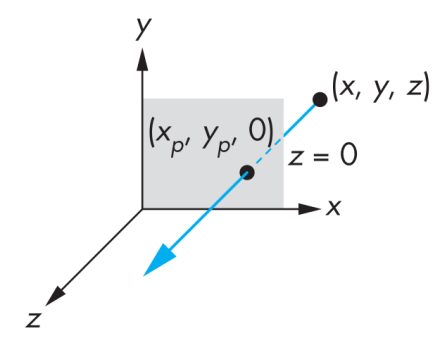 y
(x, y, z)
(xₚ, yₚ, 0)
z = 0
x
z